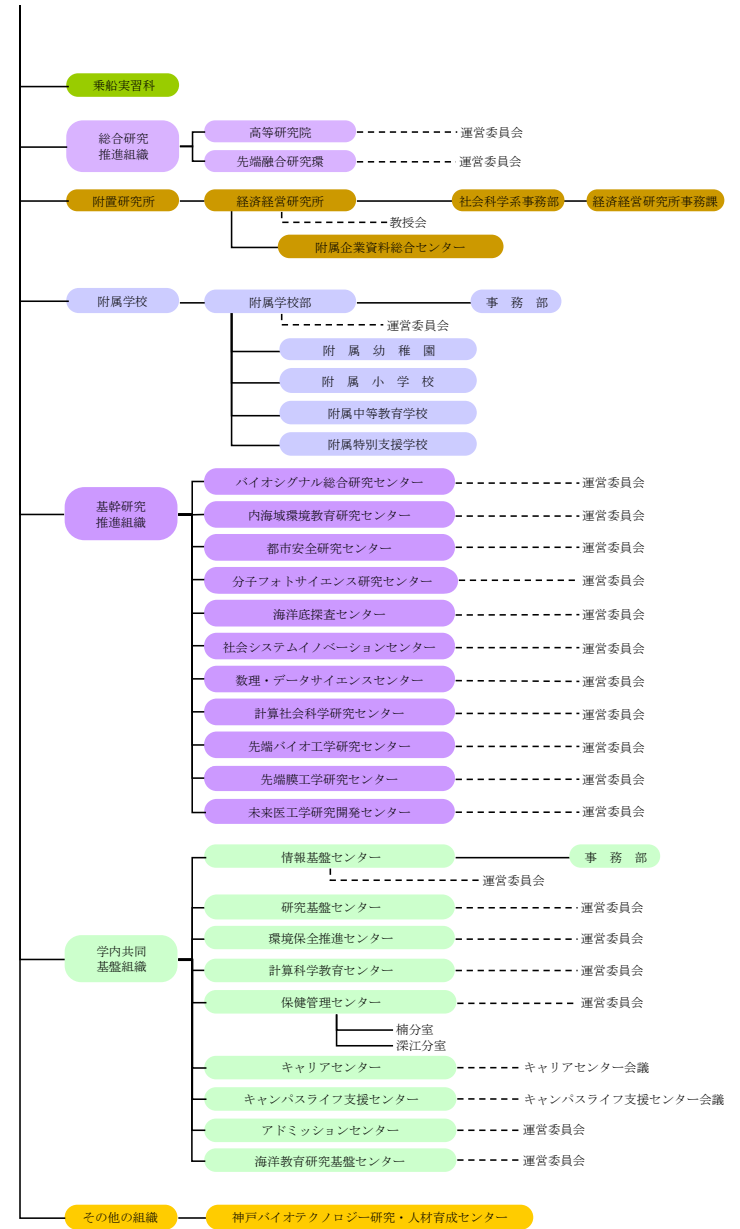 乗船実習科
総合研究
推進組織
高等研究院
運営委員会
先端融合研究環
運営委員会
附置研究所
経済経営研究所
社会科学系事務部
経済経営研究所事務課
教授会
附属企業資料総合センター
附属学校
附属学校部
事 務 部
運営委員会
附 属 幼 稚 園
附 属 小 学 校
附属中等教育学校
附属特別支援学校
基幹研究
推進組織
バイオシグナル総合研究センター
運営委員会
内海域環境教育研究センター
運営委員会
都市安全研究センター
運営委員会
分子フォトサイエンス研究センター
運営委員会
海洋底探査センター
運営委員会
社会システムイノベーションセンター
運営委員会
数理・データサイエンスセンター
運営委員会
計算社会科学研究センター
運営委員会
先端バイオ工学研究センター
運営委員会
先端膜工学研究センター
運営委員会
未来医工学研究開発センター
運営委員会
学内共同
基盤組織
情報基盤センター
事 務 部
運営委員会
研究基盤センター
運営委員会
環境保全推進センター
運営委員会
計算科学教育センター
運営委員会
保健管理センター
運営委員会
楠分室
深江分室
キャリアセンター
キャリアセンター会議
キャンパスライフ支援センター
キャンパスライフ支援センター会議
アドミッションセンター
運営委員会
海洋教育研究基盤センター
運営委員会
その他の組織
神戸バイオテクノロジー研究・人材育成センター